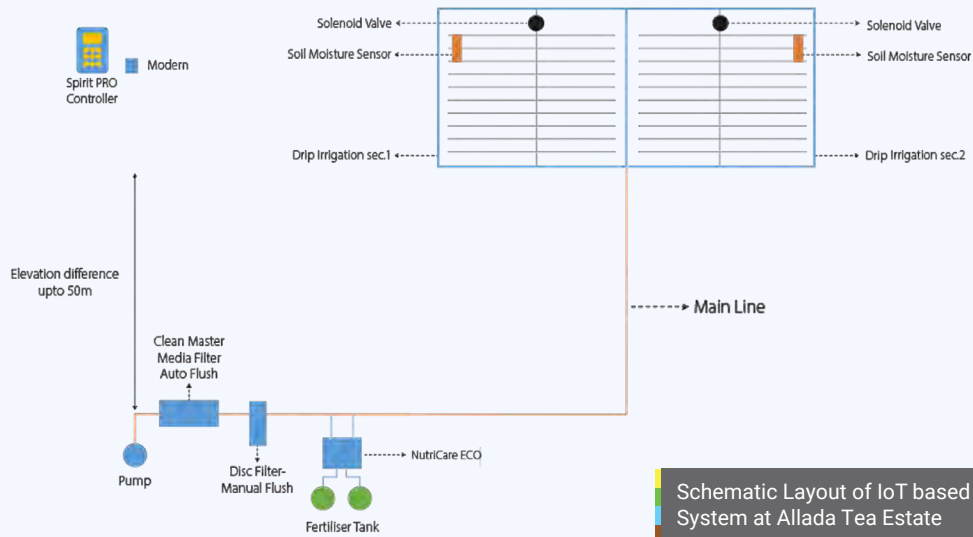 Solenoid Valve
Solenoid Valve
Soil Moisture Sensor
Soil Moisture Sensor
Modern
Spirit PRO
Controller
Drip Irrigation sec.1
Drip Irrigation sec.2
Elevation difference
upto 50m
Main Line
Clean Master
Media Filter
Auto Flush
NutriCare ECO
Pump
Disc Filter-
Manual Flush
Fertiliser Tank
Schematic Layout of IoT based
System at Allada Tea Estate